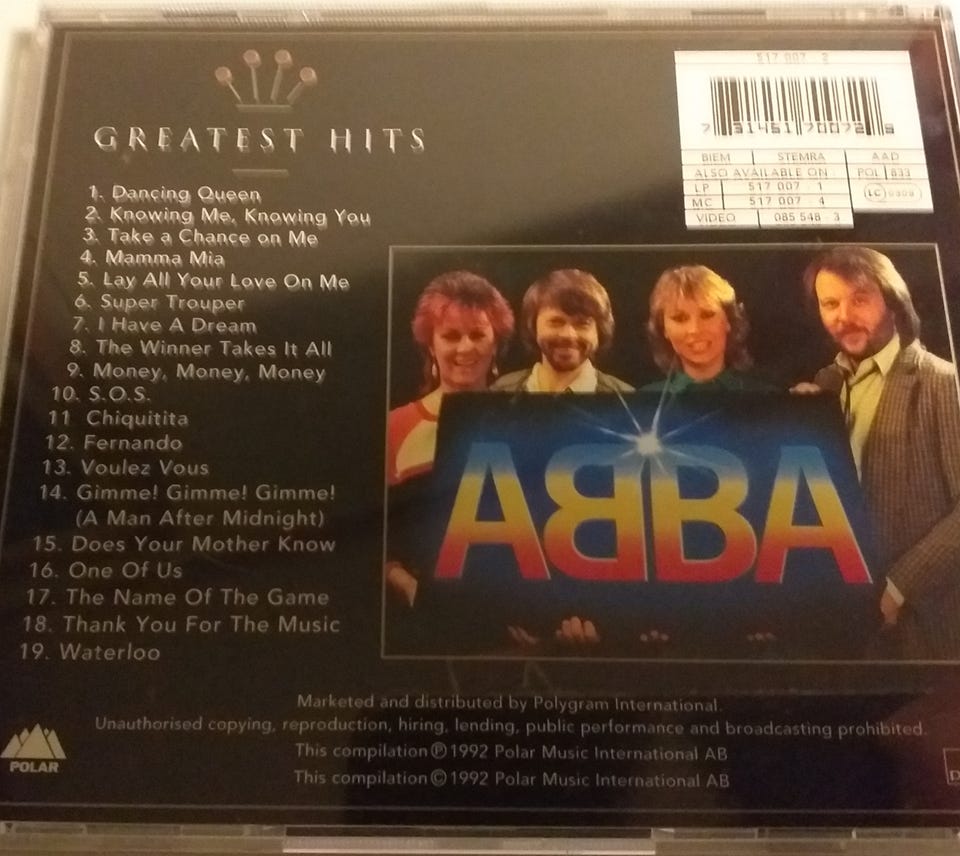 GREATEST HITS
1. Dancing Queen
2. Knowing Me, Knowing You
3. Take a Chance on Me
4. Mamma Mia
5. Lay All Your Love On Me
6. Super Trouper
7. I Have A Dream
8. The Winner Takes It All
9. Money, Money, Money
10. S.O.S.
11 Chiquitita
12. Fernando
13. Voulez Vous
14. Gimme! Gimme! Gimme!
(A Man After Midnight)
15. Does Your Mother Know
16. One Of Us
17. The Name Of The Game
18. Thank You For The Music
19. Waterloo
517 007 - 2
7 31451 70072 9
BIEM STEMRA AAD
ALSO AVAILABLE ON: POL 833
LP 517 007 - 1
MC 517 007 4
VIDEO 085 548 - 3
LC
ABBA
Marketed and distributed by Polygram International.
Unauthorised copying, reproduction, hiring, lending, public performance and broadcasting prohibited.
This compilation ℗ 1992 Polar Music International AB
This compilation © 1992 Polar Music International AB
POLAR